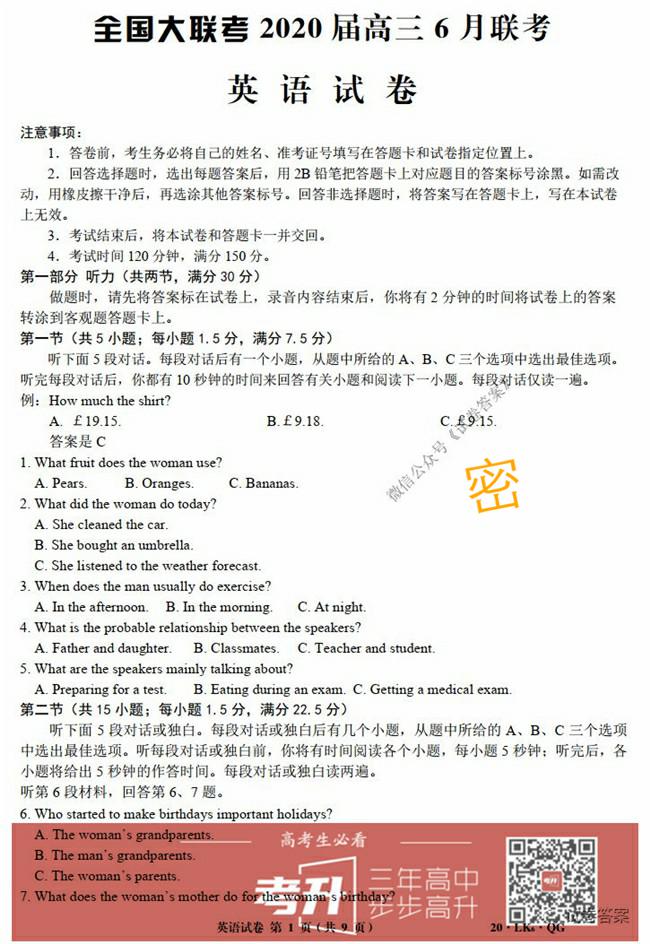 全国大联考 2020 届高三 6 月联考
英 语 试 卷
注意事项：
1．答卷前，考生务必将自己的姓名、准考证号填写在答题卡和试卷指定位置上。
2．回答选择题时，选出每题答案后，用 2B 铅笔把答题卡上对应题目的答案标号涂黑。如需改
动，用橡皮擦干净后，再选涂其他答案标号。回答非选择题时，将答案写在答题卡上，写在本试卷
上无效。
3．考试结束后，将本试卷和答题卡一并交回。
4．考试时间 120 分钟，满分 150 分。
第一部分 听力（共两节，满分 30 分）
做题时，请先将答案标在试卷上，录音内容结束后，你将有 2 分钟的时间将试卷上的答案
转涂到客观题答题卡上。
第一节（共 5 小题；每小题 1.5 分，满分 7.5 分）
听下面 5 段对话。每段对话后有一个小题，从题中所给的 A、B、C 三个选项中选出最佳选项。
听完每段对话后，你都有 10 秒钟的时间来回答有关小题和阅读下一小题。每段对话仅读一遍。
例：How much the shirt?
A. ￡19.15. B.￡9.18. C.￡9.15.
答案是 C
微信公众号《试卷答案》
密
1. What fruit does the woman use?
A. Pears. B. Oranges. C. Bananas.
2. What did the woman do today?
A. She cleaned the car.
B. She bought an umbrella.
C. She listened to the weather forecast.
3. When does the man usually do exercise?
A. In the afternoon. B. In the morning. C. At night.
4. What is the probable relationship between the speakers?
A. Father and daughter. B. Classmates. C. Teacher and student.
5. What are the speakers mainly talking about?
A. Preparing for a test. B. Eating during an exam. C. Getting a medical exam.
第二节（共 15 小题；每小题 1.5 分，满分 22.5 分）
听下面 5 段对话或独白。每段对话或独白后有几个小题，从题中所给的 A、B、C 三个选项
中选出最佳选项。听每段对话或独白前，你将有时间阅读各个小题，每小题 5 秒钟；听完后，各
小题将给出 5 秒钟的作答时间。每段对话或独白读两遍。
听第 6 段材料，回答第 6、7 题。
6. Who started to make birthdays important holidays?
A. The woman's grandparents.
B. The man's grandparents.
C. The woman's parents.
7. What does the woman's mother do for the woman's birthday?
高考生必看
考升
三年高中
步步高升
考升
试卷答案
英语试卷 第 1 页（共 9 页）
20·LK₆·QG